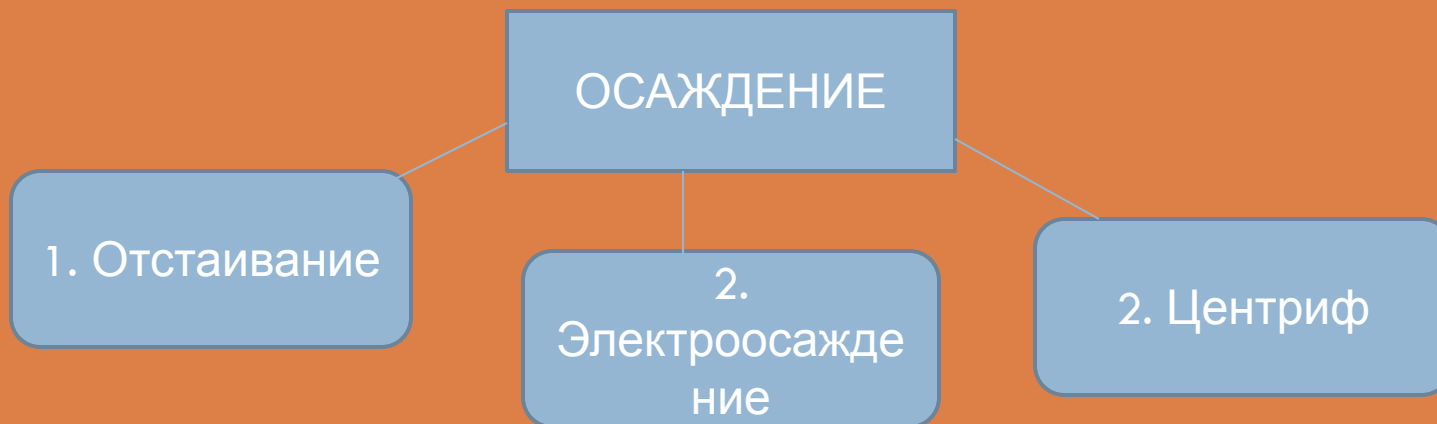 ОСАЖДЕНИЕ
1. Отстаивание
2.
Электроосажде
ние
2. Центриф